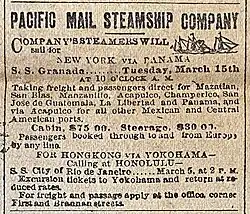 PACIFIC MAIL STEAMSHIP COMPANY
COMPANY'S STEAMERS WILL
sail for
NEW YORK VIA PANAMA
S. S. Granada........Tuesday, March 15th
AT 10 O'CLOCK A. M.
Taking freight and passengers direct for Mazatlan,
San Blas, Manzanillo, Acapulco, Champerico, San
Jose de Guatemala, La Libertad and Panama, and
via Acapulco for all other Mexican and Central
American ports.
Cabin, $75 00. Steerage, $30 00.
Passengers booked through to and from Europe
by any line.
FOR HONGKONG VIA YOKOHAMA—
—Calling at HONOLULU—
S. S. City of Rio de Janeiro......March 5, at 2 P. M.
Excursion tickets to Yokohama and return at re-
duced rates.
For freight and passage apply at the office, corner
First and Brannan streets.